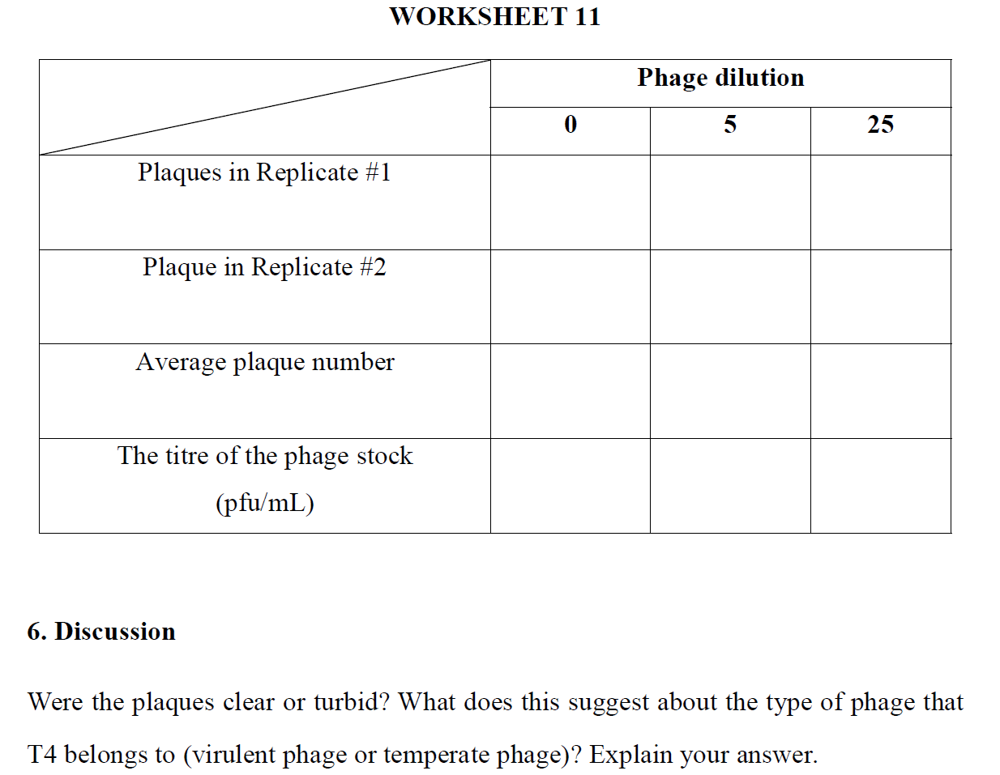 WORKSHEET 11
Phage dilution
0 5 25
Plaques in Replicate #1
Plaque in Replicate #2
Average plaque number
The titre of the phage stock
(pfu/mL)
6. Discussion
Were the plaques clear or turbid? What does this suggest about the type of phage that
T4 belongs to (virulent phage or temperate phage)? Explain your answer.